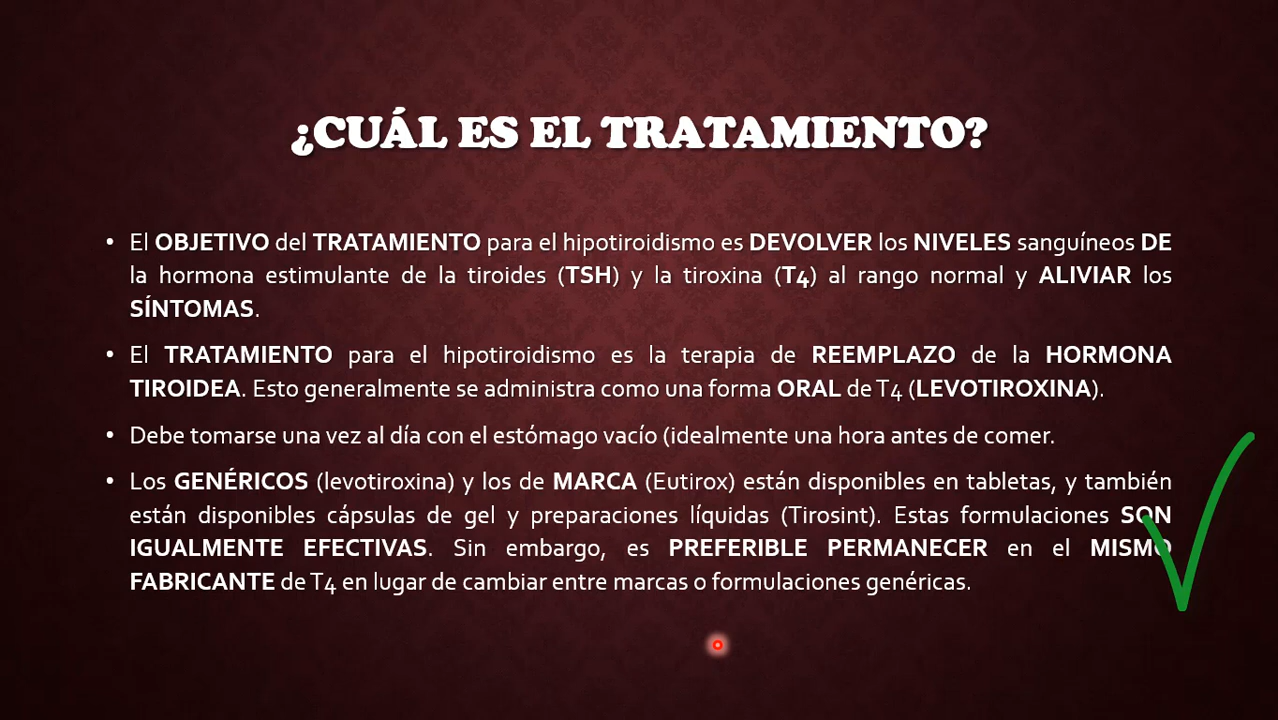 ¿CUÁL ES EL TRATAMIENTO?
• El OBJETIVO del TRATAMIENTO para el hipotiroidismo es DEVOLVER los NIVELES sanguíneos DE
la hormona estimulante de la tiroides (TSH) y la tiroxina (T4) al rango normal y ALIVIAR los
SÍNTOMAS.
• El TRATAMIENTO para el hipotiroidismo es la terapia de REEMPLAZO de la HORMONA
TIROIDEA. Esto generalmente se administra como una forma ORAL de T4 (LEVOTIROXINA).
• Debe tomarse una vez al día con el estómago vacío (idealmente una hora antes de comer.
• Los GENÉRICOS (levotiroxina) y los de MARCA (Eutirox) están disponibles en tabletas, y también
están disponibles cápsulas de gel y preparaciones líquidas (Tirosint). Estas formulaciones SON
IGUALMENTE EFECTIVAS. Sin embargo, es PREFERIBLE PERMANECER en el MISMO
FABRICANTE de T4 en lugar de cambiar entre marcas o formulaciones genéricas.